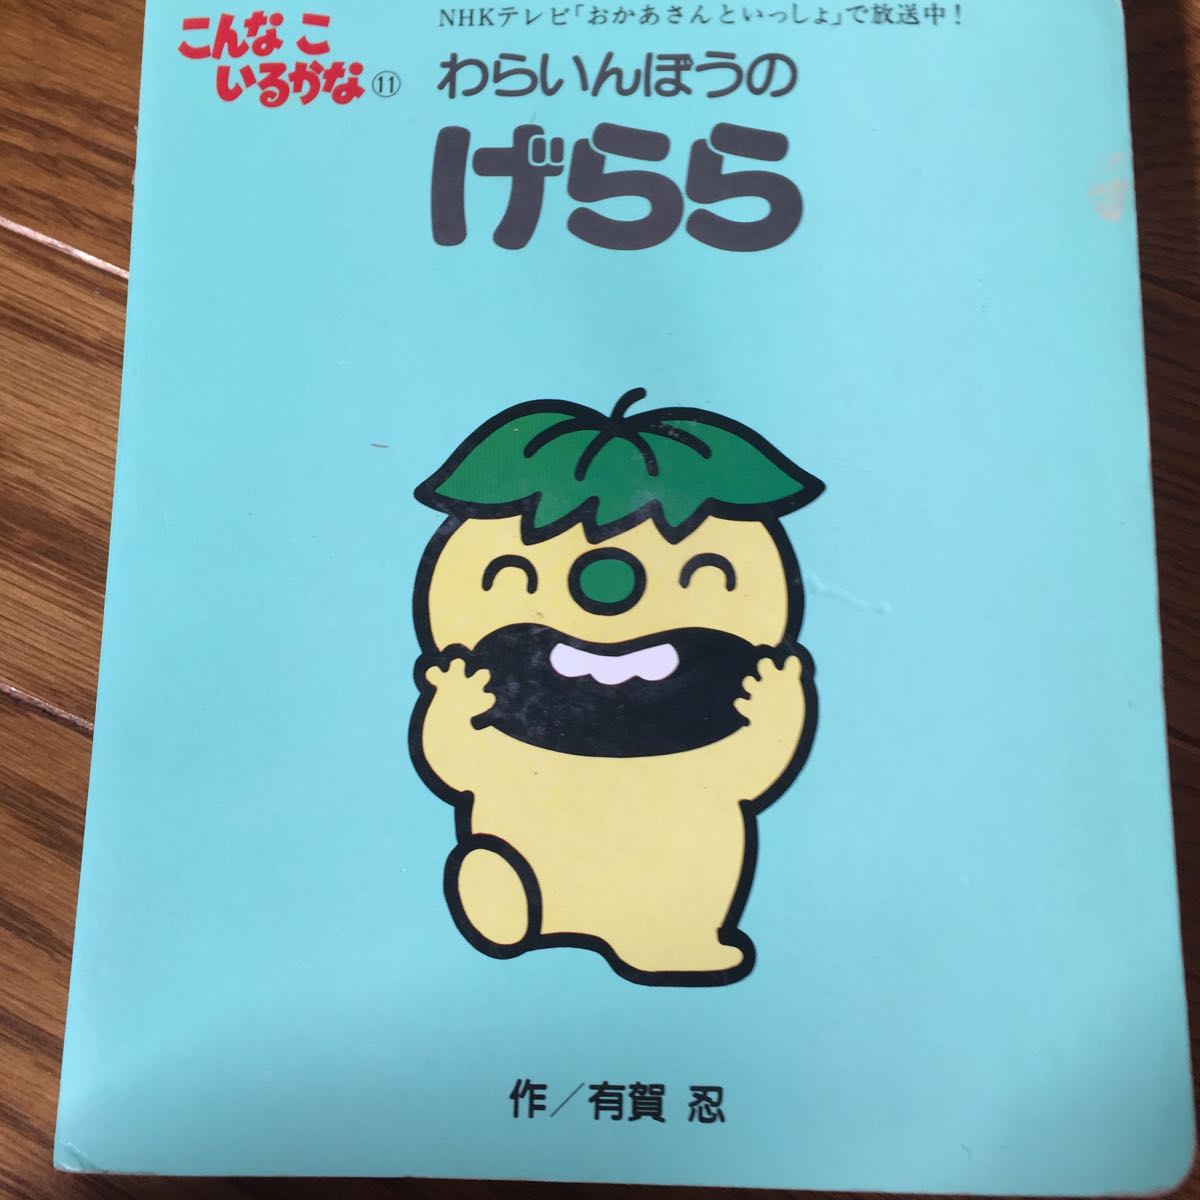 NHKテレビ「おかあさんといっしょ」で放送中!
こんな こ
いるかな⑪
わらいんぼうの
げらら
作/有賀 忍